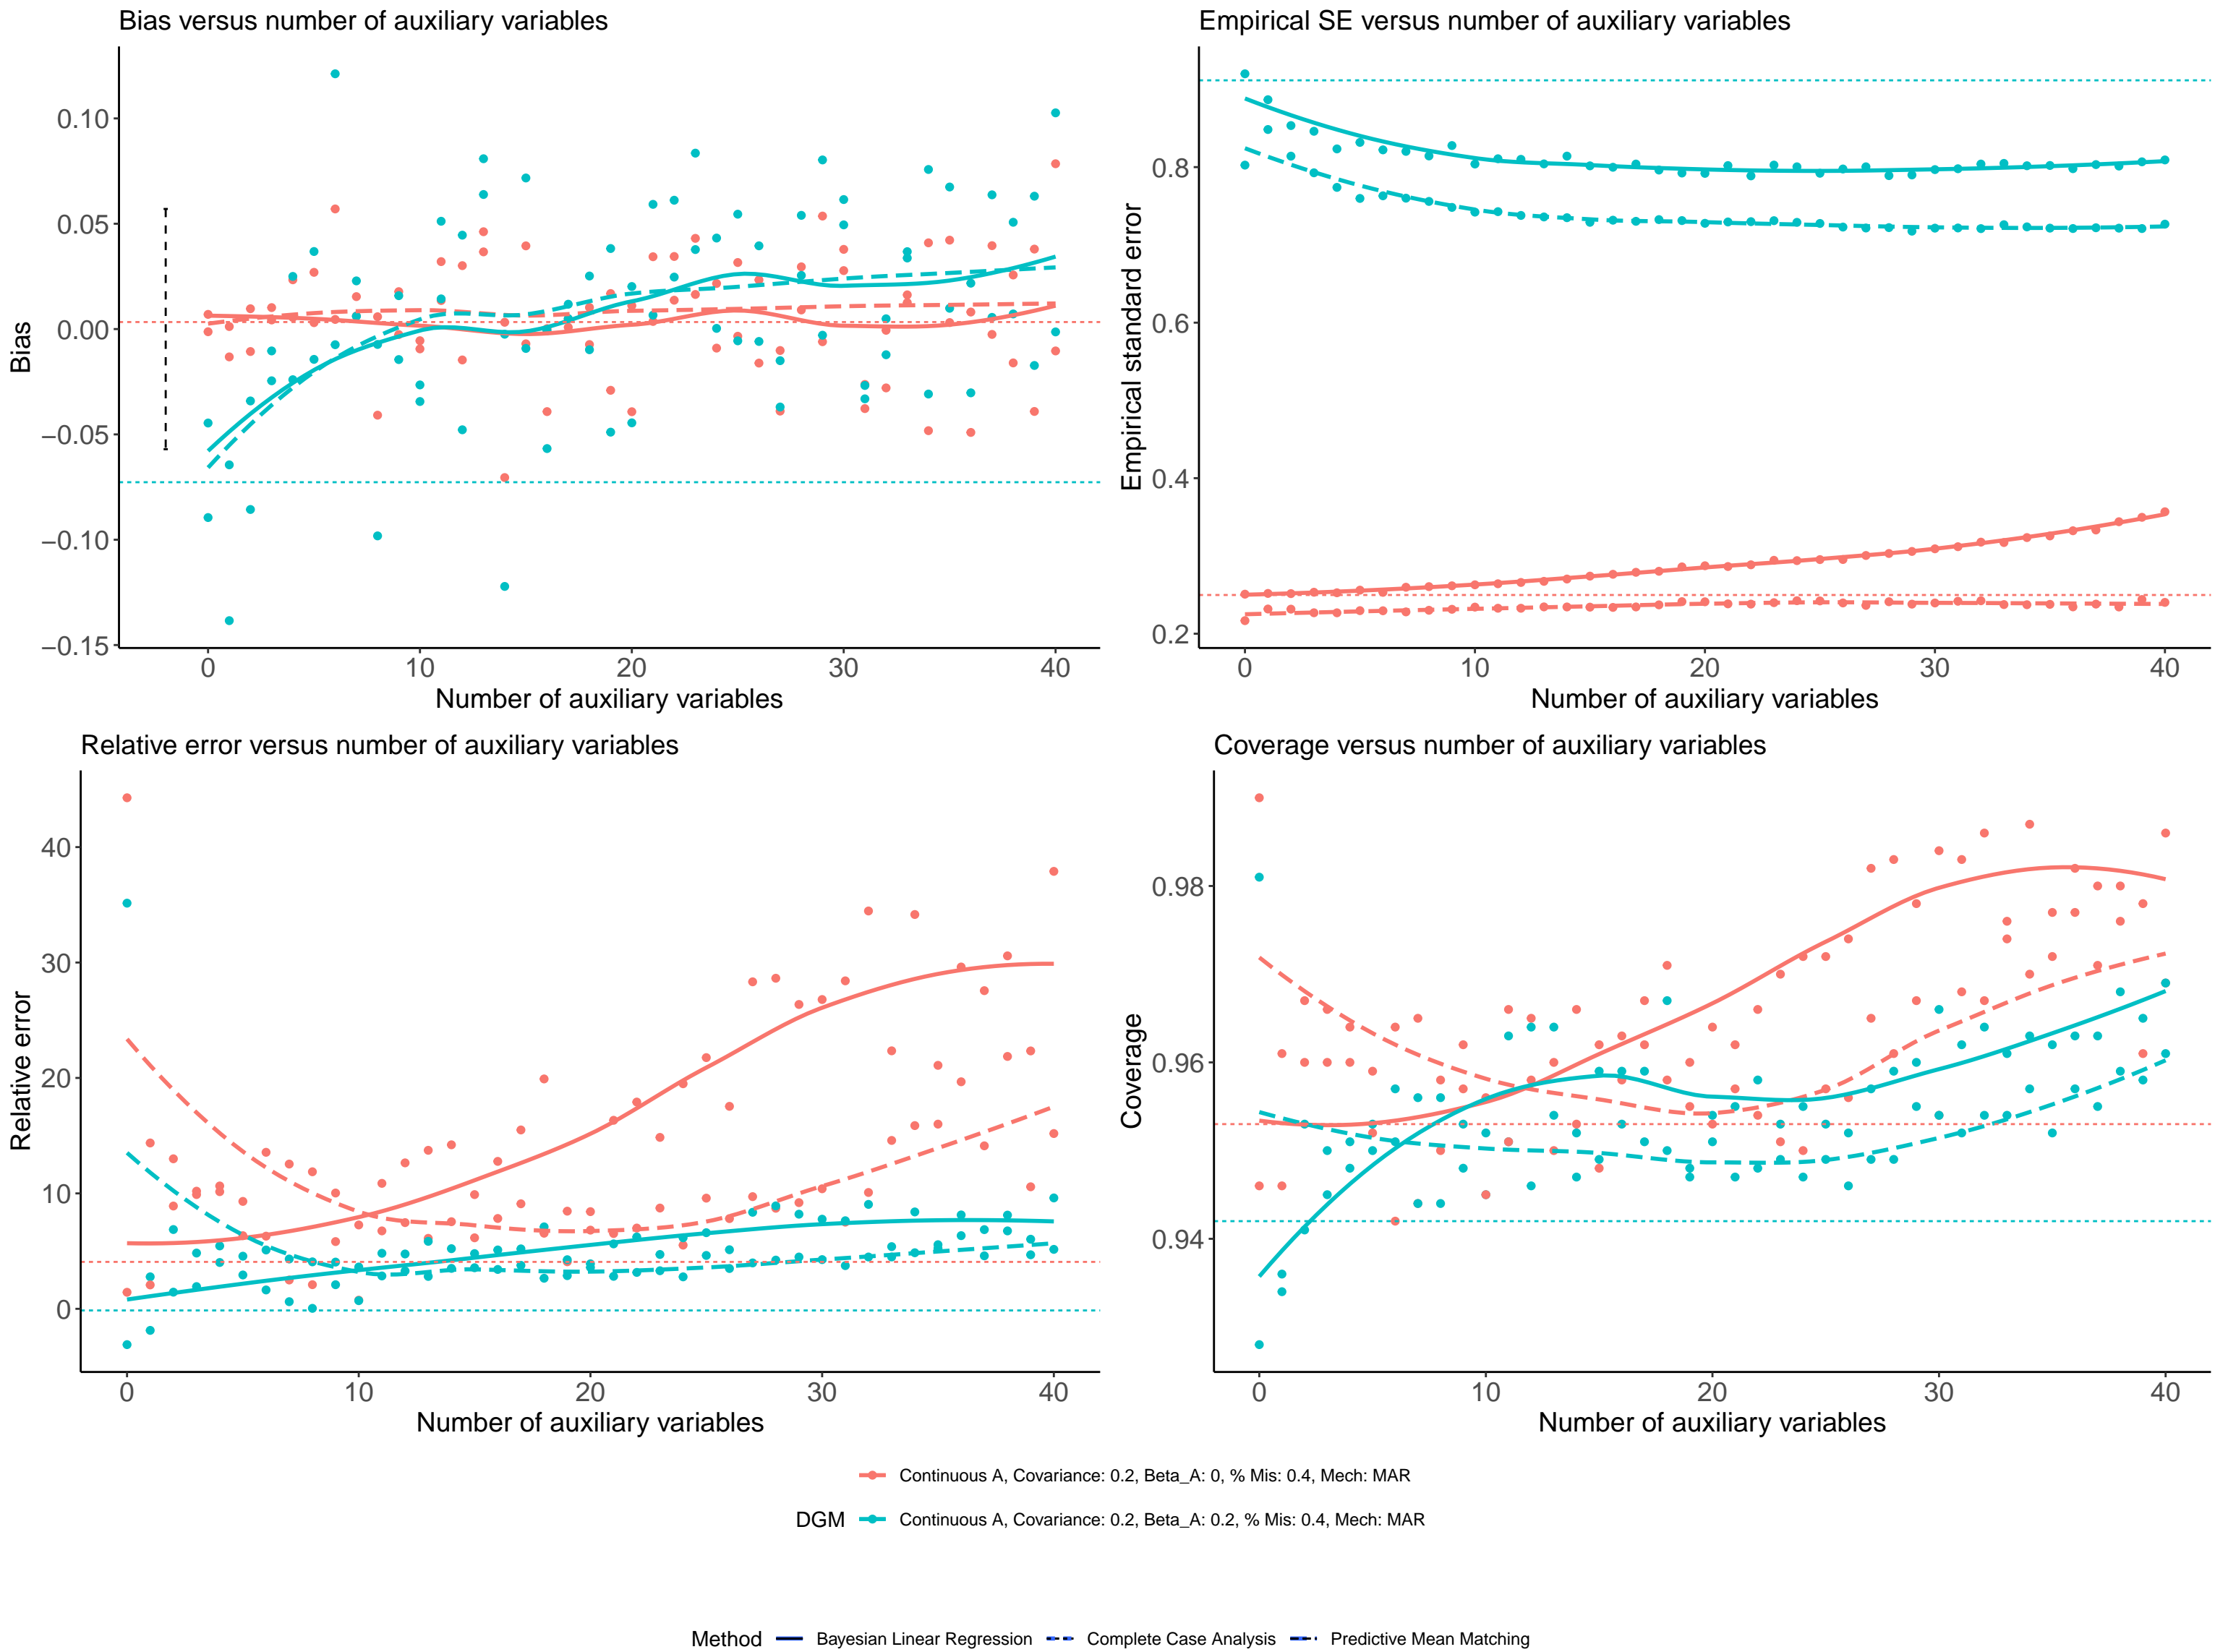 Bias versus number of auxiliary variables
Bias
0.10
0.05
0.00
−0.05
−0.10
−0.15
0 10 20 30 40
Number of auxiliary variables
Empirical SE versus number of auxiliary variables
Empirical standard error
0.8
0.6
0.4
0.2
0 10 20 30 40
Number of auxiliary variables
Relative error versus number of auxiliary variables
Relative error
40
30
20
10
0
0 10 20 30 40
Number of auxiliary variables
Coverage versus number of auxiliary variables
Coverage
0.98
0.96
0.94
0 10 20 30 40
Number of auxiliary variables
DGM
Continuous A, Covariance: 0.2, Beta_A: 0, % Mis: 0.4, Mech: MAR
Continuous A, Covariance: 0.2, Beta_A: 0.2, % Mis: 0.4, Mech: MAR
Method Bayesian Linear Regression Complete Case Analysis Predictive Mean Matching